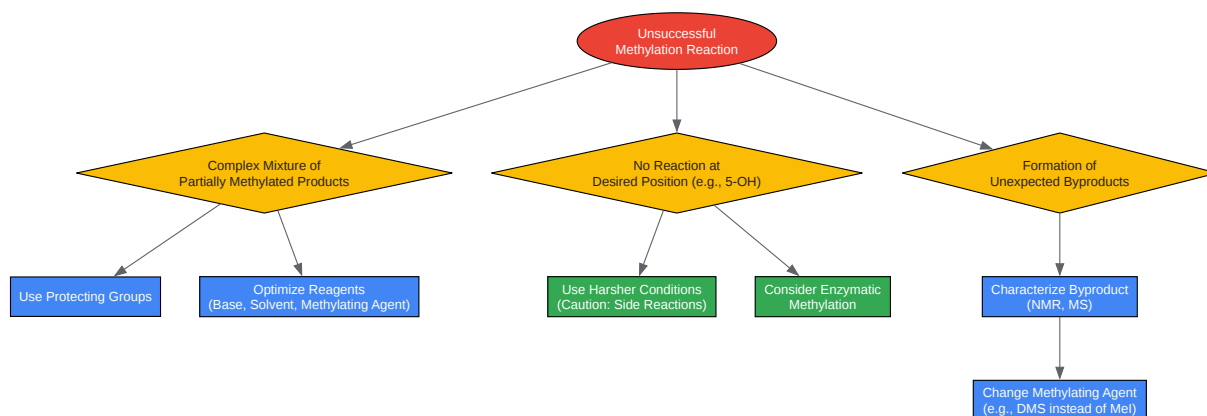 Unsuccessful
Methylation Reaction
Complex Mixture of
Partially Methylated Products
No Reaction at
Desired Position (e.g., 5-OH)
Formation of
Unexpected Byproducts
Use Protecting Groups
Optimize Reagents
(Base, Solvent, Methylating Agent)
Use Harsher Conditions
(Caution: Side Reactions)
Consider Enzymatic
Methylation
Characterize Byproduct
(NMR, MS)
Change Methylating Agent
(e.g., DMS instead of MeI)